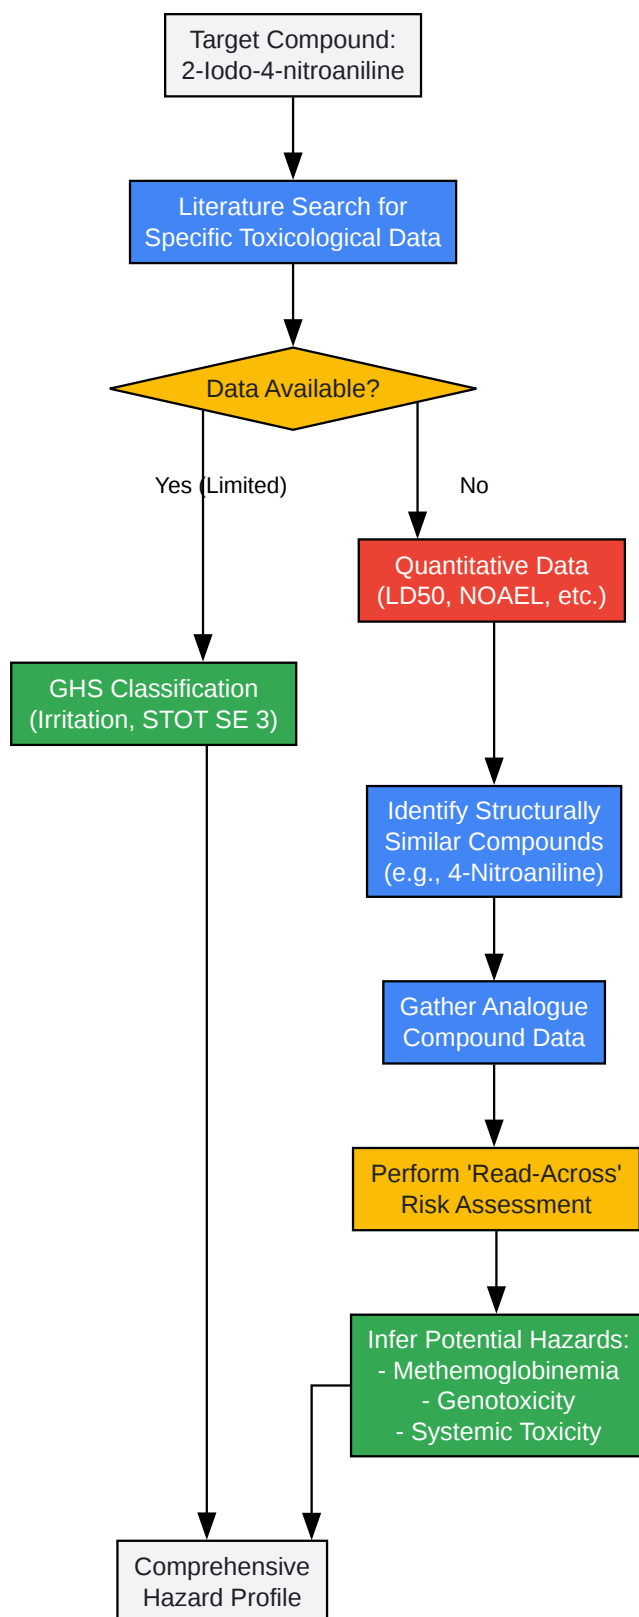 Target Compound:
2-Iodo-4-nitroaniline
Literature Search for
Specific Toxicological Data
Data Available?
Yes (Limited)
No
Quantitative Data
(LD50, NOAEL, etc.)
GHS Classification
(Irritation, STOT SE 3)
Identify Structurally
Similar Compounds
(e.g., 4-Nitroaniline)
Gather Analogue
Compound Data
Perform 'Read-Across'
Risk Assessment
Infer Potential Hazards:
- Methemoglobinemia
- Genotoxicity
- Systemic Toxicity
Comprehensive
Hazard Profile